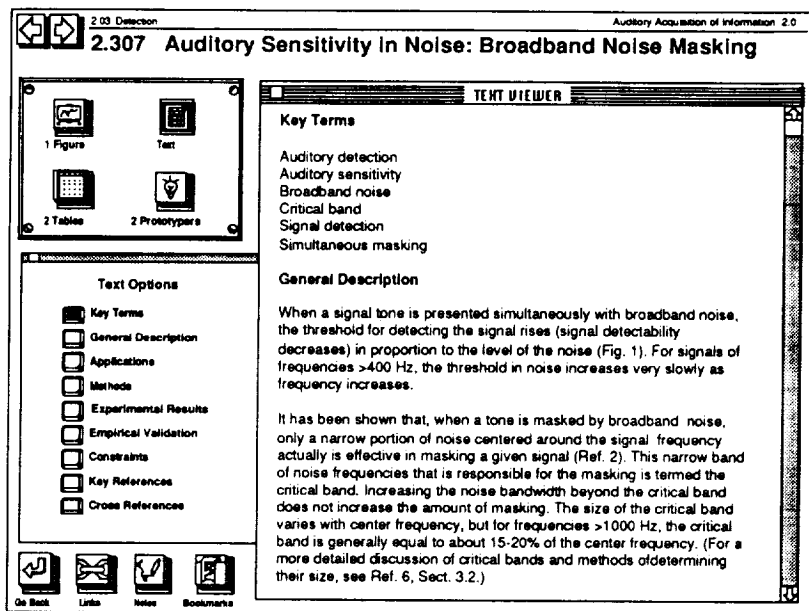 2.03 Detection
Auditory Acquisition of Information 2.0
2.307 Auditory Sensitivity in Noise: Broadband Noise Masking
1 Figure
Text
2 Tables
2 Prototypers
Text Options
Key Terms
General Description
Applications
Methods
Experimental Results
Empirical Validation
Constraints
Key References
Cross References
Go Back
Links
Notes
Bookmarks
TEXT VIEWER
Key Terms
Auditory detection
Auditory sensitivity
Broadband noise
Critical band
Signal detection
Simultaneous masking
General Description
When a signal tone is presented simultaneously with broadband noise,
the threshold for detecting the signal rises (signal detectability
decreases) in proportion to the level of the noise (Fig. 1). For signals of
frequencies >400 Hz, the threshold in noise increases very slowly as
frequency increases.
It has been shown that, when a tone is masked by broadband noise,
only a narrow portion of noise centered around the signal frequency
actually is effective in masking a given signal (Ref. 2). This narrow band
of noise frequencies that is responsible for the masking is termed the
critical band. Increasing the noise bandwidth beyond the critical band
does not increase the amount of masking. The size of the critical band
varies with center frequency, but for frequencies >1000 Hz, the critical
band is generally equal to about 15-20% of the center frequency. (For a
more detailed discussion of critical bands and methods ofdetermining
their size, see Ref. 6, Sect. 3.2.)